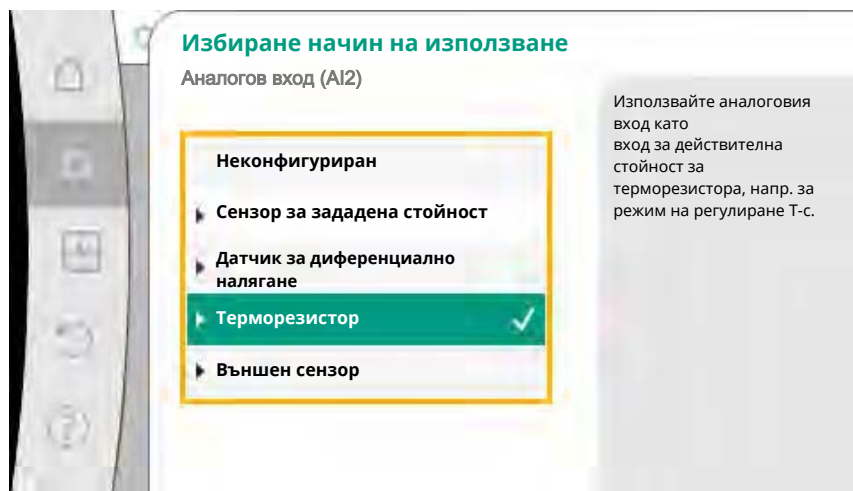 Избиране начин на използване
Аналогов вход (AI2)
Неконфигуриран
Сензор за зададена стойност
Датчик за диференциално
налягане
Терморезистор
Външен сензор
Използвайте аналоговия
вход като
вход за действителна
стойност за
терморезистора, напр. за
режим на регулиране T-c.